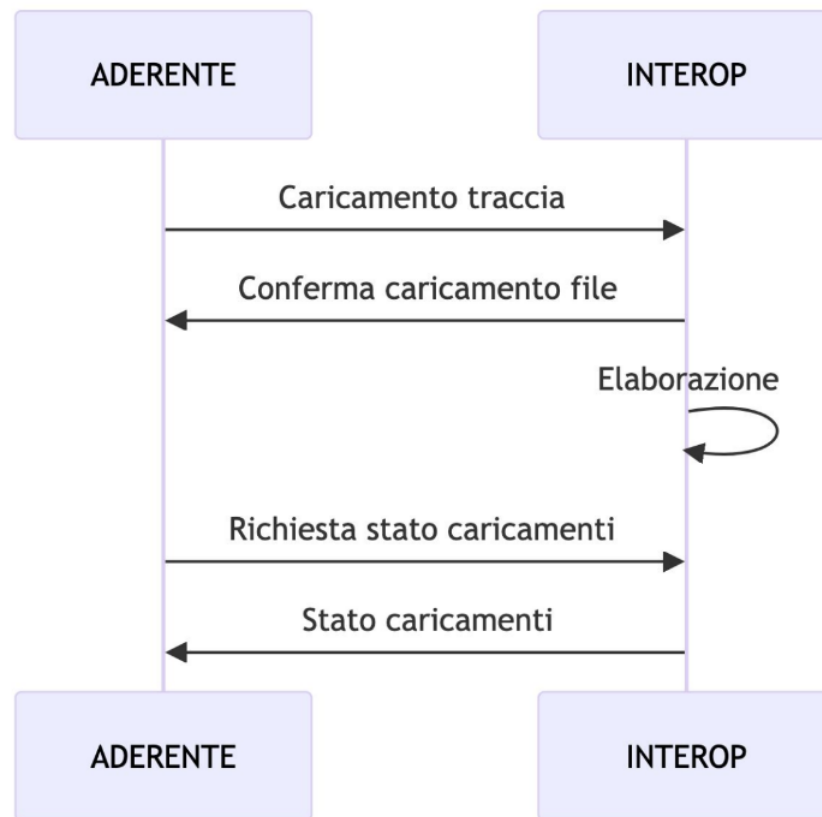 ADERENTE
INTEROP
Caricamento traccia
Conferma caricamento file
Elaborazione
Richiesta stato caricamenti
Stato caricamenti
ADERENTE
INTEROP